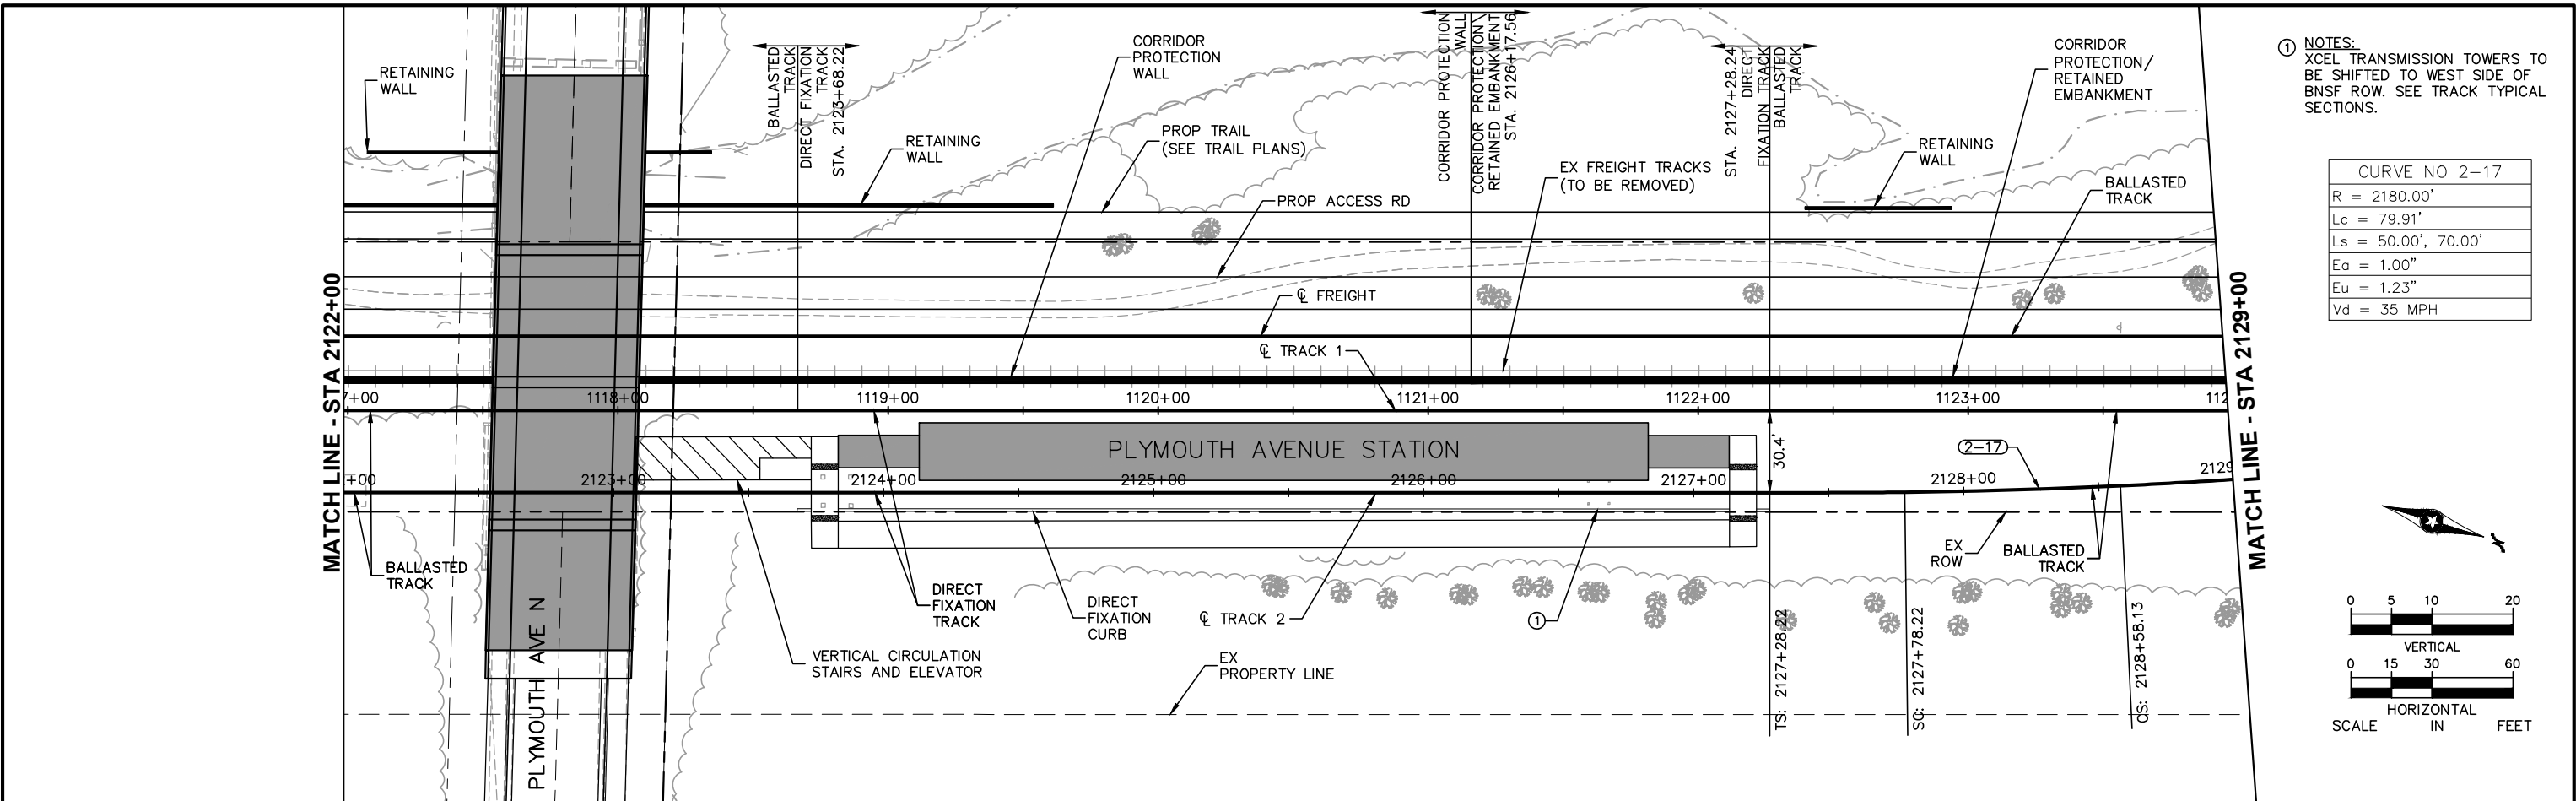 RETAINING
WALL
BALLASTED
TRACK
DIRECT FIXATION
TRACK
STA. 2123+68.22
RETAINING
WALL
CORRIDOR
PROTECTION
WALL
PROP TRAIL
(SEE TRAIL PLANS)
PROP ACCESS RD
CORRIDOR PROTECTION
WALL
CORRIDOR PROTECTION\
RETAINED EMBANKMENT
STA. 2126+17.56
EX FREIGHT TRACKS
(TO BE REMOVED)
STA. 2127+28.24
DIRECT
FIXATION TRACK
BALLASTED
TRACK
RETAINING
WALL
CORRIDOR
PROTECTION/
RETAINED
EMBANKMENT
BALLASTED
TRACK
℄ FREIGHT
℄ TRACK 1
MATCH LINE - STA 2122+00
7+00
1118+00
1119+00
1120+00
1121+00
1122+00
1123+00
112
PLYMOUTH AVENUE STATION
30.4'
2-17
+00
2123+00
2124+00
2125+00
2126+00
2127+00
2128+00
2129
MATCH LINE - STA 2129+00
BALLASTED
TRACK
PLYMOUTH AVE N
VERTICAL CIRCULATION
STAIRS AND ELEVATOR
DIRECT
FIXATION
TRACK
DIRECT
FIXATION
CURB
℄ TRACK 2
EX
PROPERTY LINE
1
EX
ROW
BALLASTED
TRACK
TS: 2127+28.22
SC: 2127+78.22
CS: 2128+58.13
1 NOTES:
XCEL TRANSMISSION TOWERS TO
BE SHIFTED TO WEST SIDE OF
BNSF ROW. SEE TRACK TYPICAL
SECTIONS.
CURVE NO 2-17
R = 2180.00'
Lc = 79.91'
Ls = 50.00', 70.00'
Ea = 1.00"
Eu = 1.23"
Vd = 35 MPH
0 5 10 20
VERTICAL
0 15 30 60
HORIZONTAL
SCALE IN FEET